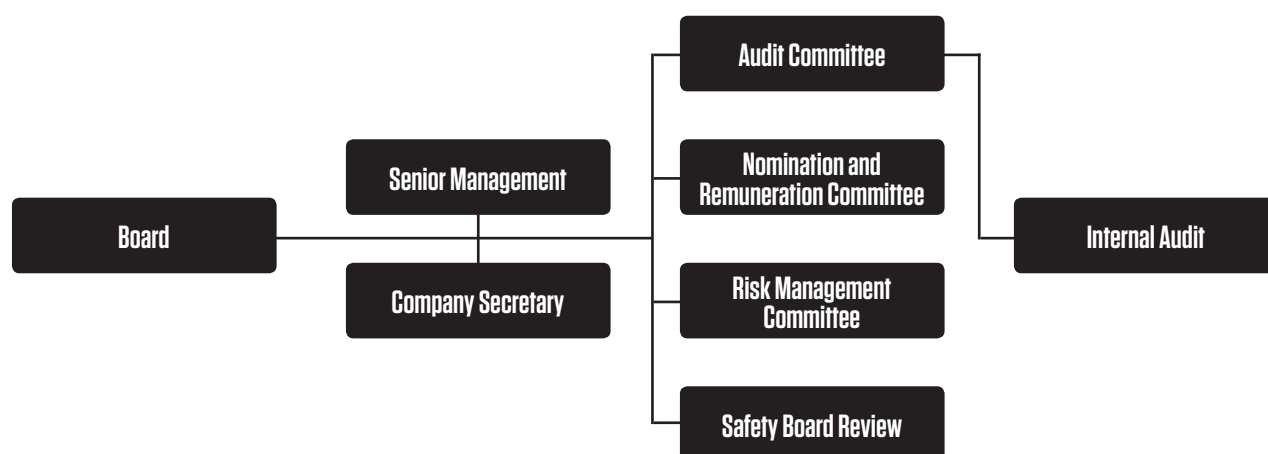 Board
Senior Management
Company Secretary
Audit Committee
Nomination and
Remuneration Committee
Risk Management
Committee
Safety Board Review
Internal Audit